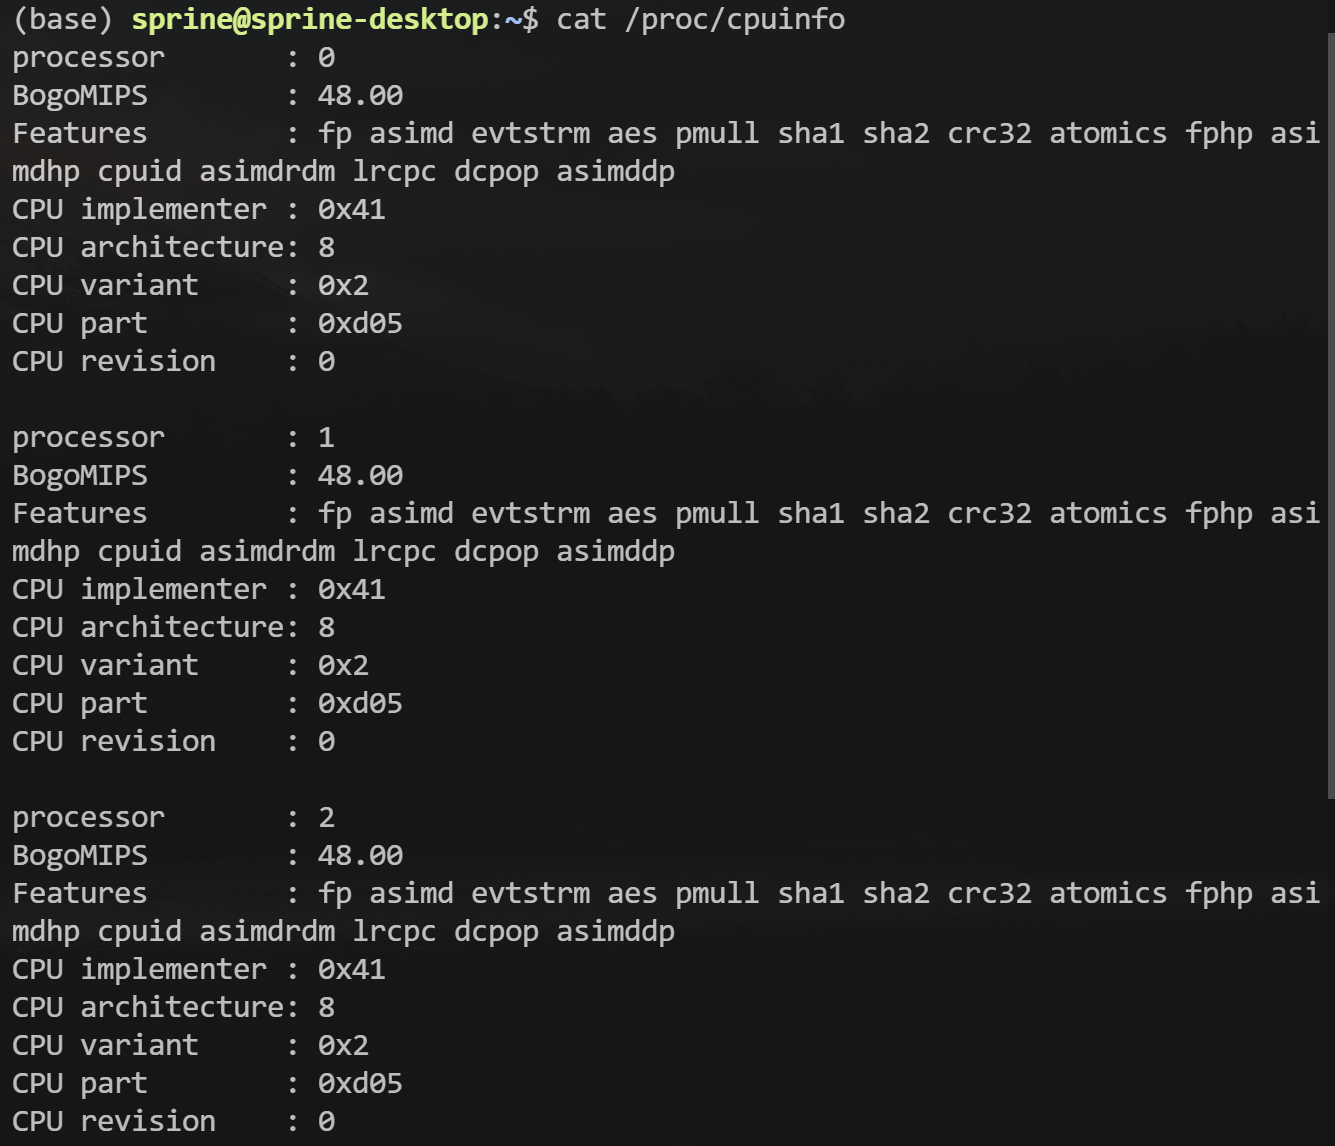 (base) sprine@sprine-desktop:~$ cat /proc/cpuinfo
processor       : 0
BogoMIPS        : 48.00
Features        : fp asimd evtstrm aes pmull sha1 sha2 crc32 atomics fphp asi
mdhp cpuid asimdrdm lrcpc dcpop asimddp
CPU implementer : 0x41
CPU architecture: 8
CPU variant     : 0x2
CPU part        : 0xd05
CPU revision    : 0

processor       : 1
BogoMIPS        : 48.00
Features        : fp asimd evtstrm aes pmull sha1 sha2 crc32 atomics fphp asi
mdhp cpuid asimdrdm lrcpc dcpop asimddp
CPU implementer : 0x41
CPU architecture: 8
CPU variant     : 0x2
CPU part        : 0xd05
CPU revision    : 0

processor       : 2
BogoMIPS        : 48.00
Features        : fp asimd evtstrm aes pmull sha1 sha2 crc32 atomics fphp asi
mdhp cpuid asimdrdm lrcpc dcpop asimddp
CPU implementer : 0x41
CPU architecture: 8
CPU variant     : 0x2
CPU part        : 0xd05
CPU revision    : 0